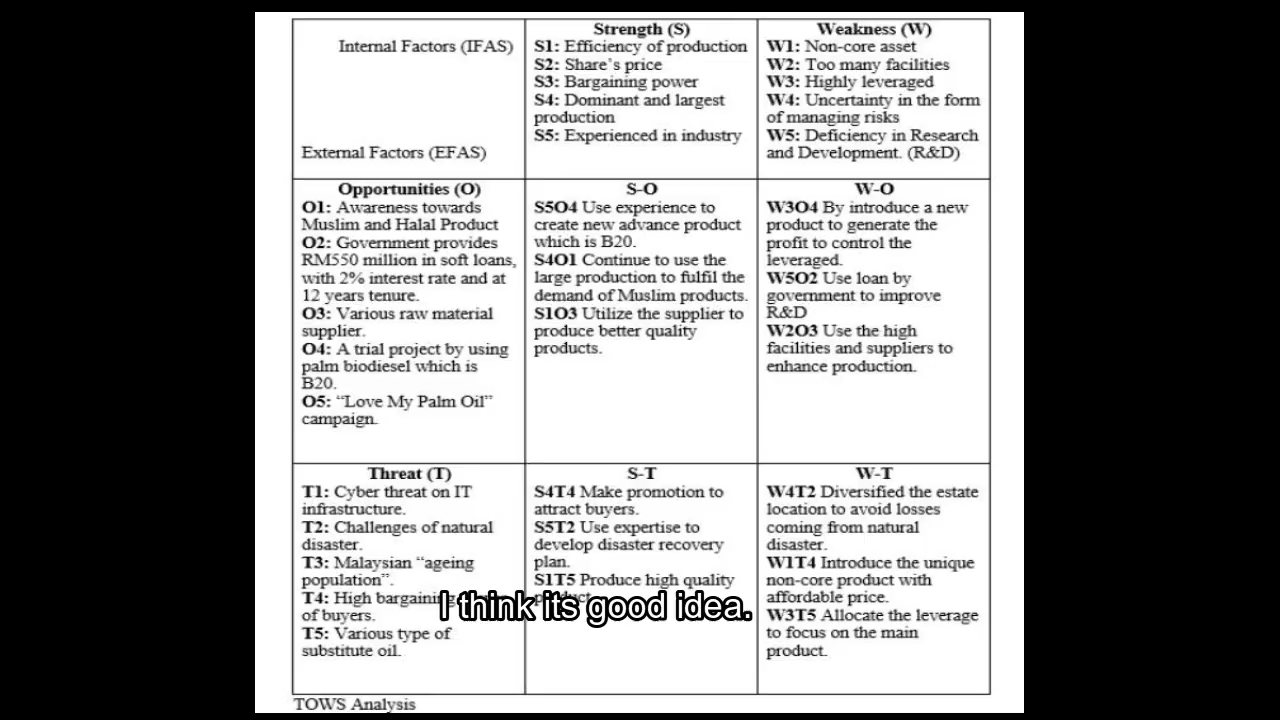 Internal Factors (IFAS)
External Factors (EFAS)
Strength (S)
S1: Efficiency of production
S2: Share's price
S3: Bargaining power
S4: Dominant and largest
production
S5: Experienced in industry
Weakness (W)
W1: Non-core asset
W2: Too many facilities
W3: Highly leveraged
W4: Uncertainty in the form
of managing risks
W5: Deficiency in Research
and Development. (R&D)
Opportunities (O)
O1: Awareness towards
Muslim and Halal Product
O2: Government provides
RM550 million in soft loans,
with 2% interest rate and at
12 years tenure.
O3: Various raw material
supplier.
O4: A trial project by using
palm biodiesel which is
B20.
O5: “Love My Palm Oil”
campaign.
S-O
S5O4 Use experience to
create new advance product
which is B20.
S4O1 Continue to use the
large production to fulfil the
demand of Muslim products.
S1O3 Utilize the supplier to
produce better quality
products.
W-O
W3O4 By introduce a new
product to generate the
profit to control the
leveraged.
W5O2 Use loan by
government to improve
R&D
W2O3 Use the high
facilities and suppliers to
enhance production.
Threat (T)
T1: Cyber threat on IT
infrastructure.
T2: Challenges of natural
disaster.
T3: Malaysian “ageing
population”.
T4: High bargaining
of buyers.
T5: Various type of
substitute oil.
S-T
S4T4 Make promotion to
attract buyers.
S5T2 Use expertise to
develop disaster recovery
plan.
S1T5 Produce high quality
W-T
W4T2 Diversified the estate
location to avoid losses
coming from natural
disaster.
W1T4 Introduce the unique
non-core product with
affordable price.
W3T5 Allocate the leverage
to focus on the main
product.
I think its good idea.
TOWS Analysis